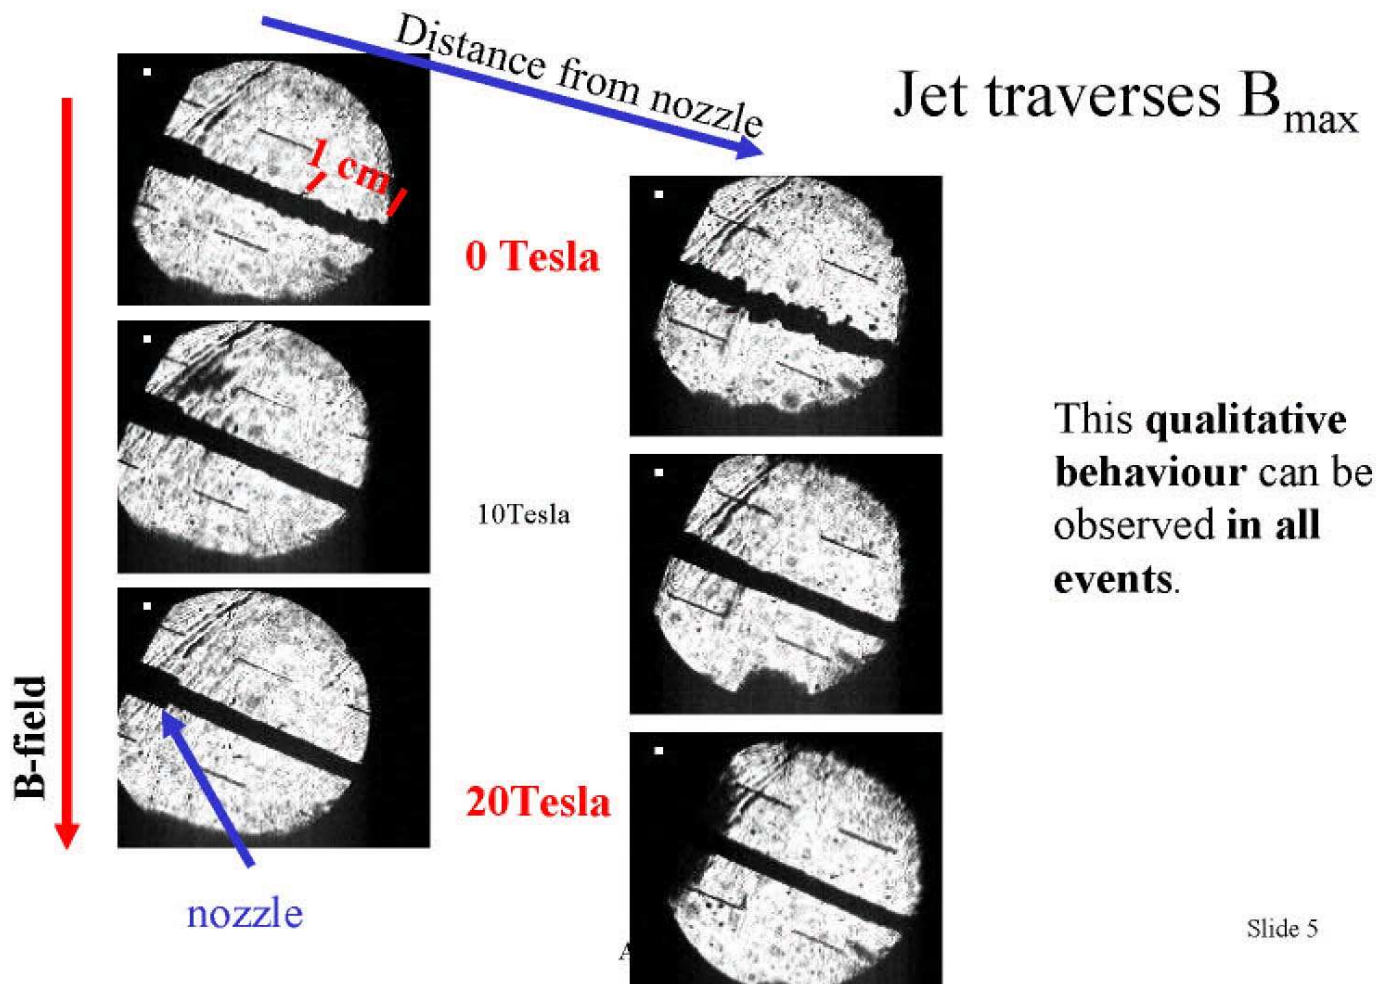 Distance from nozzle
Jet traverses Bmax
1 cm
0 Tesla
This qualitative
behaviour can be
observed in all
events.
10Tesla
B-field
20Tesla
nozzle
A
Slide 5